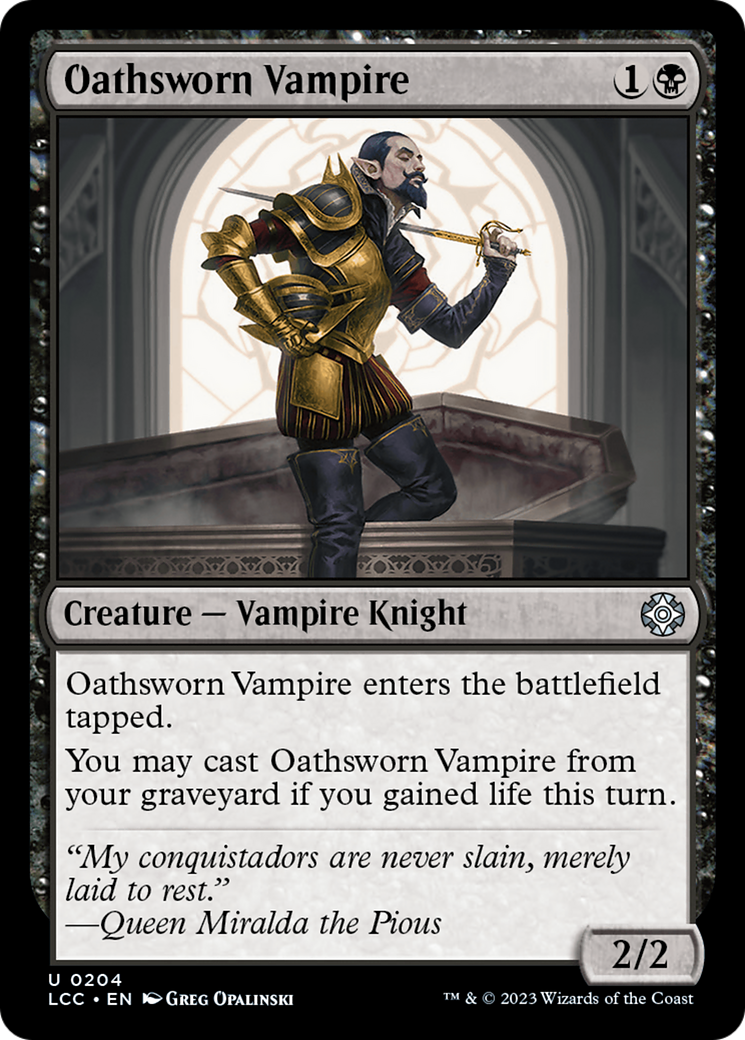 Oathsworn Vampire
1
Creature — Vampire Knight
Oathsworn Vampire enters the battlefield
tapped.
You may cast Oathsworn Vampire from
your graveyard if you gained life this turn.
“My conquistadors are never slain, merely
laid to rest.”
—Queen Miralda the Pious
2/2
U 0204
LCC • EN Greg Opalinski
™ & © 2023 Wizards of the Coast